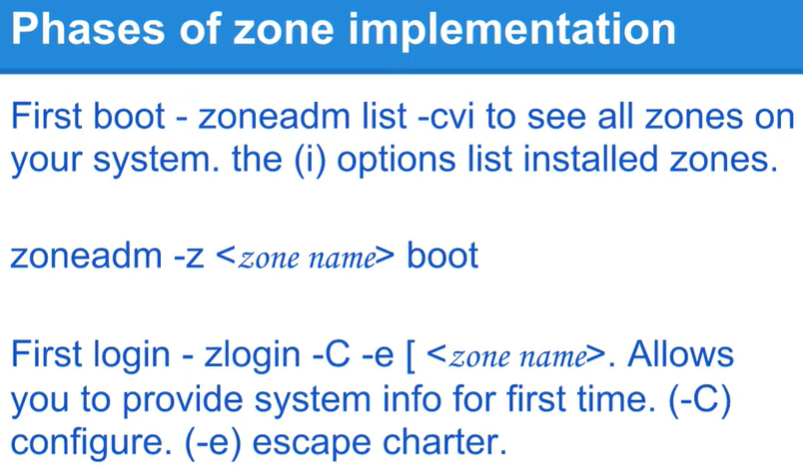 Phases of zone implementation
First boot - zoneadm list -cvi to see all zones on
your system. the (i) options list installed zones.
zoneadm -z <zone name> boot
First login - zlogin -C -e [ <zone name>. Allows
you to provide system info for first time. (-C)
configure. (-e) escape charter.